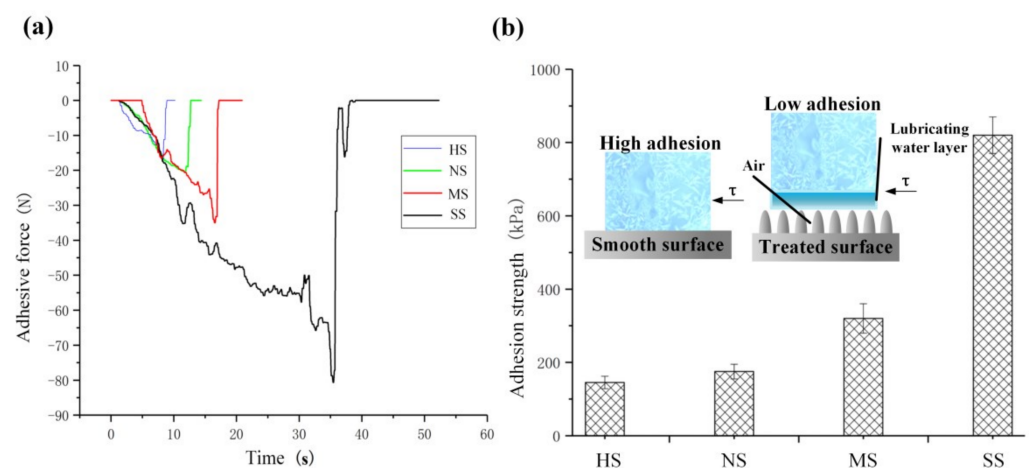 (a)
10
0
-10
-20
-30
-40
-50
-60
-70
-80
-90
Adhesive force (N)
0 10 20 30 40 50 60
Time (s)
HS
NS
MS
SS
(b)
1000
800
600
400
200
0
Adhesion strength (kPa)
High adhesion
τ
Smooth surface
Low adhesion
Lubricating
water layer
Air
τ
Treated surface
HS NS MS SS